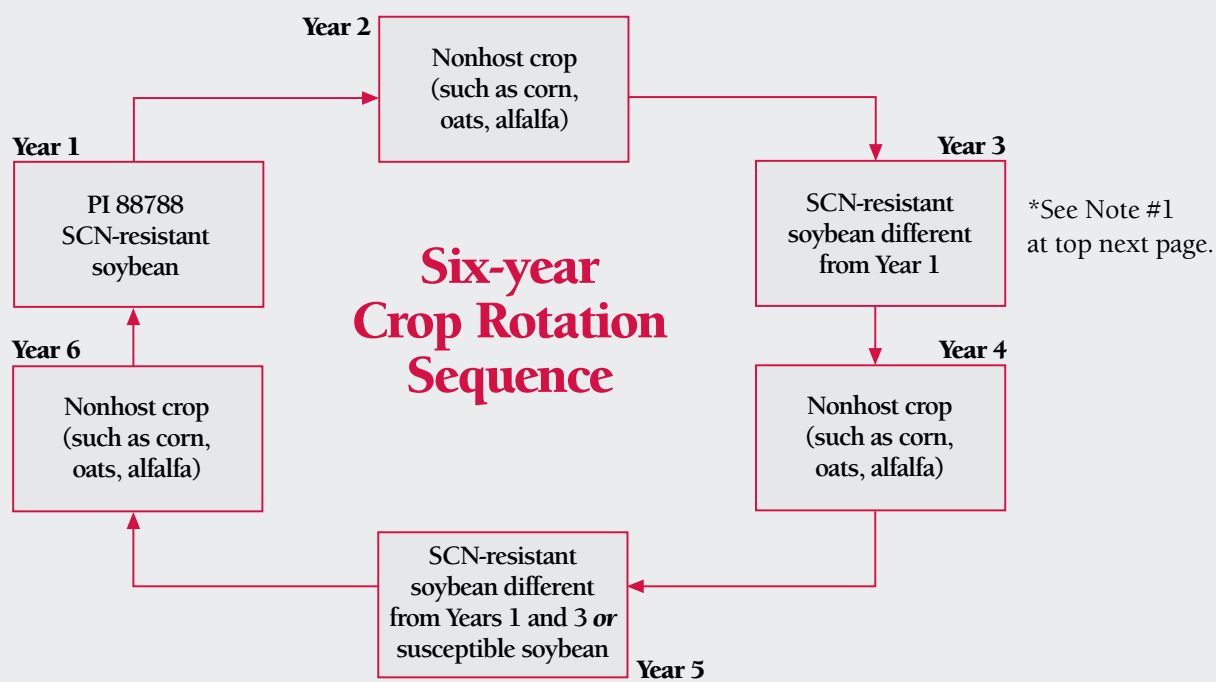 Year 1
PI 88788
SCN-resistant
soybean
Year 2
Nonhost crop
(such as corn,
oats, alfalfa)
Year 3
SCN-resistant
soybean different
from Year 1
*See Note #1
at top next page.
Six-year
Crop Rotation
Sequence
Year 4
Nonhost crop
(such as corn,
oats, alfalfa)
SCN-resistant
soybean different
from Years 1 and 3 or
susceptible soybean
Year 5
Year 6
Nonhost crop
(such as corn,
oats, alfalfa)